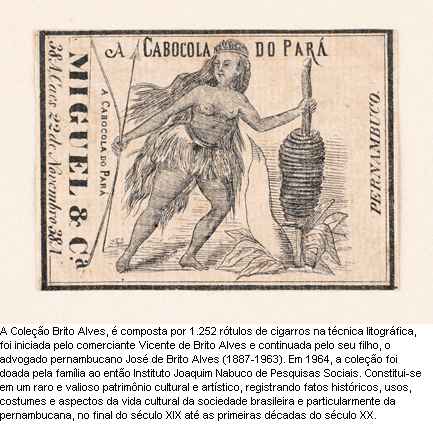 A CABOCOLA DO PARÁ
MIGUEL & Cª
38. Caes 22 de Novembro 38.
A CABOCOLA DO PARÁ
PERNAMBUCO.
A Coleção Brito Alves, é composta por 1.252 rótulos de cigarros na técnica litográfica,
foi iniciada pelo comerciante Vicente de Brito Alves e continuada pelo seu filho, o
advogado pernambucano José de Brito Alves (1887-1963). Em 1964, a coleção foi
doada pela família ao então Instituto Joaquim Nabuco de Pesquisas Sociais. Constitui-se
em um raro e valioso patrimônio cultural e artístico, registrando fatos históricos, usos,
costumes e aspectos da vida cultural da sociedade brasileira e particularmente da
pernambucana, no final do século XIX até as primeiras décadas do século XX.